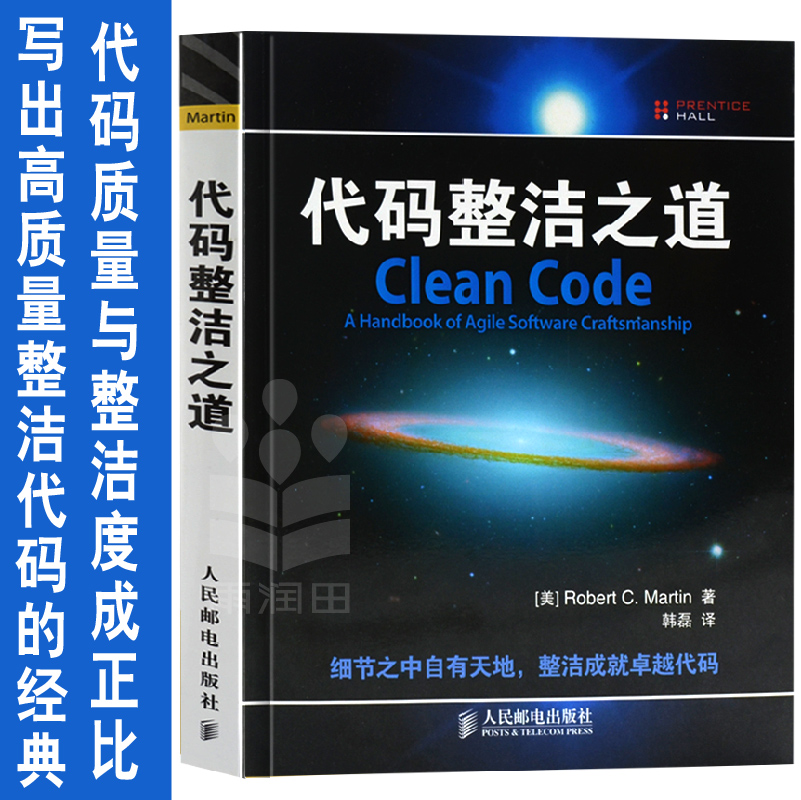 代码质量与整洁度成正比
写出高质量整洁代码的经典
Martin
代码整洁之道
人民邮电出版社
PRENTICE
HALL
代码整洁之道
Clean Code
A Handbook of Agile Software Craftsmanship
[美] Robert C. Martin 著
韩磊 译
细节之中自有天地，整洁成就卓越代码
人民邮电出版社
POSTS & TELECOM PRESS
雨润田